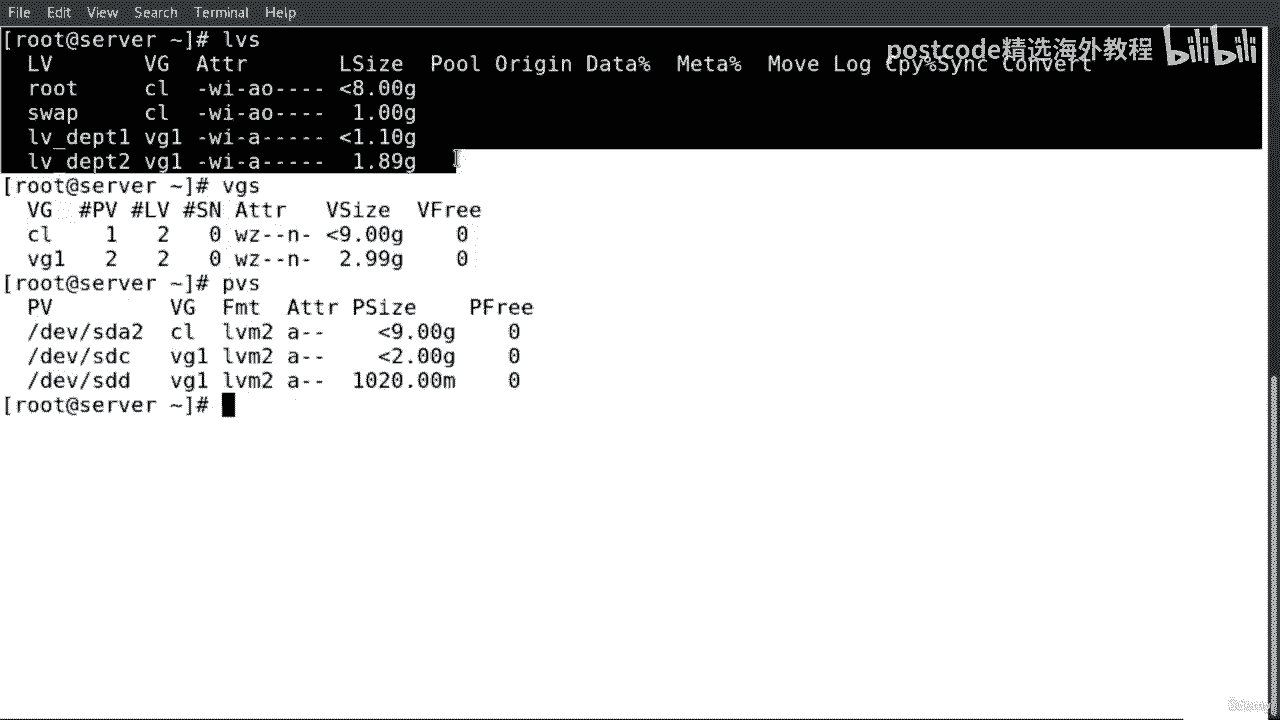 File Edit View Search Terminal Help
postcode精选海外教程 bilibili
[root@server ~]# lvs
  LV      VG  Attr       LSize  Pool Origin Data%  Meta%  Move Log Cpy%Sync Convert
  root     cl  -wi-ao---- <8.00g
  swap     cl  -wi-ao----  1.00g
  lv_dept1 vg1 -wi-a----- <1.10g
  lv_dept2 vg1 -wi-a-----  1.89g
[root@server ~]# vgs
  VG  #PV #LV #SN Attr   VSize  VFree
  cl    1   2   0 wz--n- <9.00g    0
  vg1   2   2   0 wz--n-  2.99g    0
[root@server ~]# pvs
  PV         VG  Fmt  Attr PSize    PFree
  /dev/sda2  cl  lvm2 a--    <9.00g    0
  /dev/sdc   vg1 lvm2 a--    <2.00g    0
  /dev/sdd   vg1 lvm2 a--  1020.00m    0
[root@server ~]#